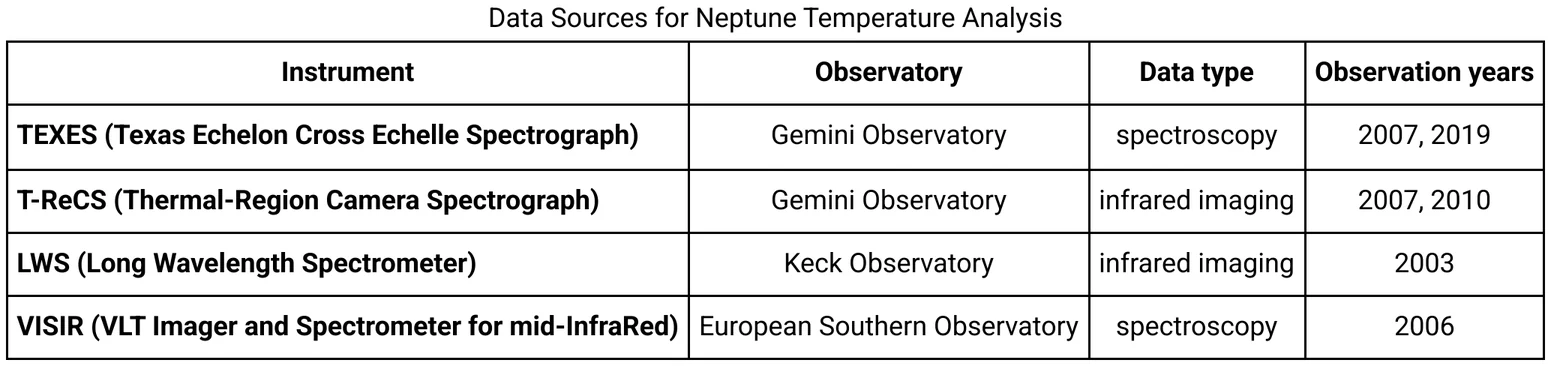 Data Sources for Neptune Temperature Analysis
Instrument Observatory Data type Observation years
TEXES (Texas Echelon Cross Echelle Spectrograph) Gemini Observatory spectroscopy 2007, 2019
T-ReCS (Thermal-Region Camera Spectrograph) Gemini Observatory infrared imaging 2007, 2010
LWS (Long Wavelength Spectrometer) Keck Observatory infrared imaging 2003
VISIR (VLT Imager and Spectrometer for mid-InfraRed) European Southern Observatory spectroscopy 2006